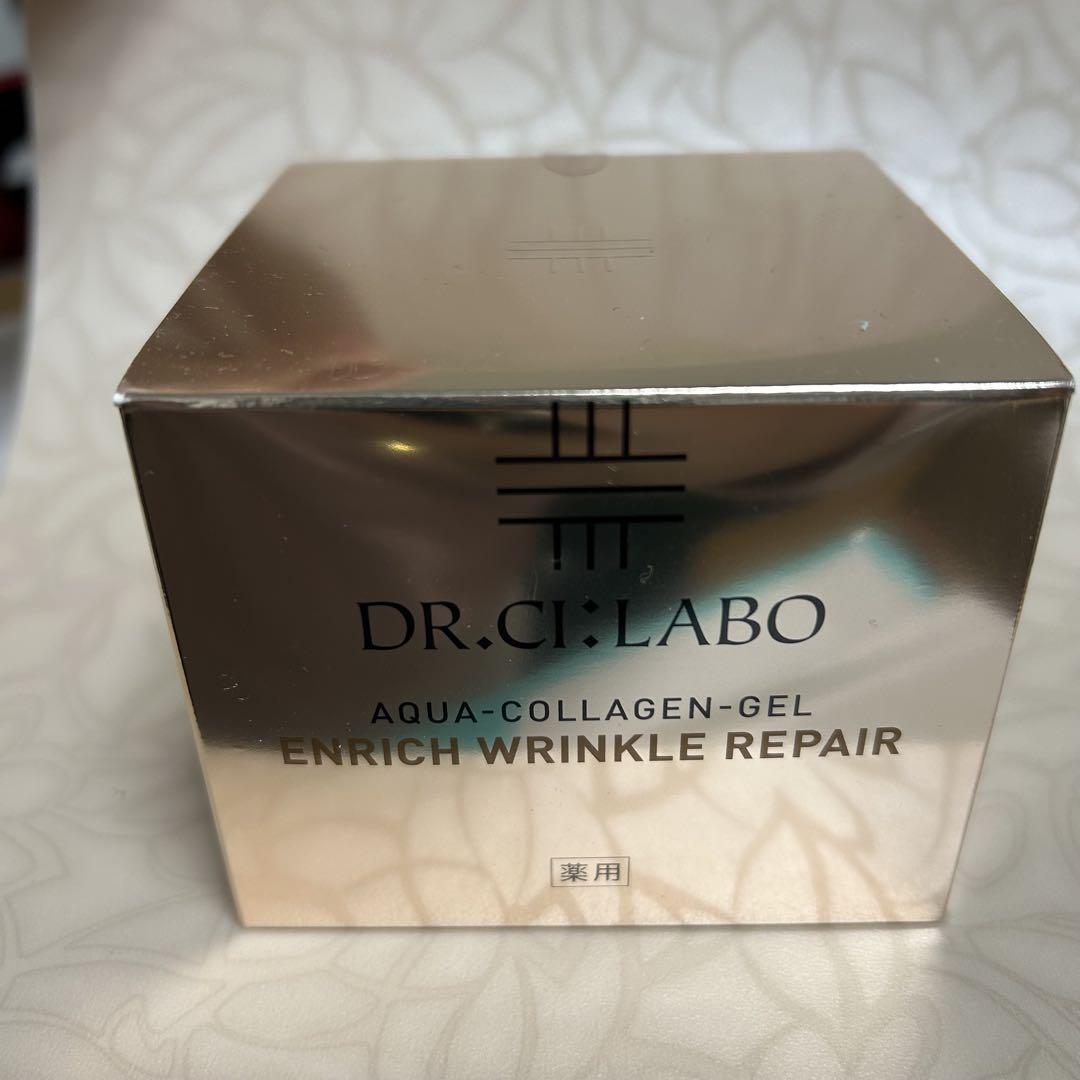 DR.CI:LABO
AQUA-COLLAGEN-GEL
ENRICH WRINKLE REPAIR
薬用